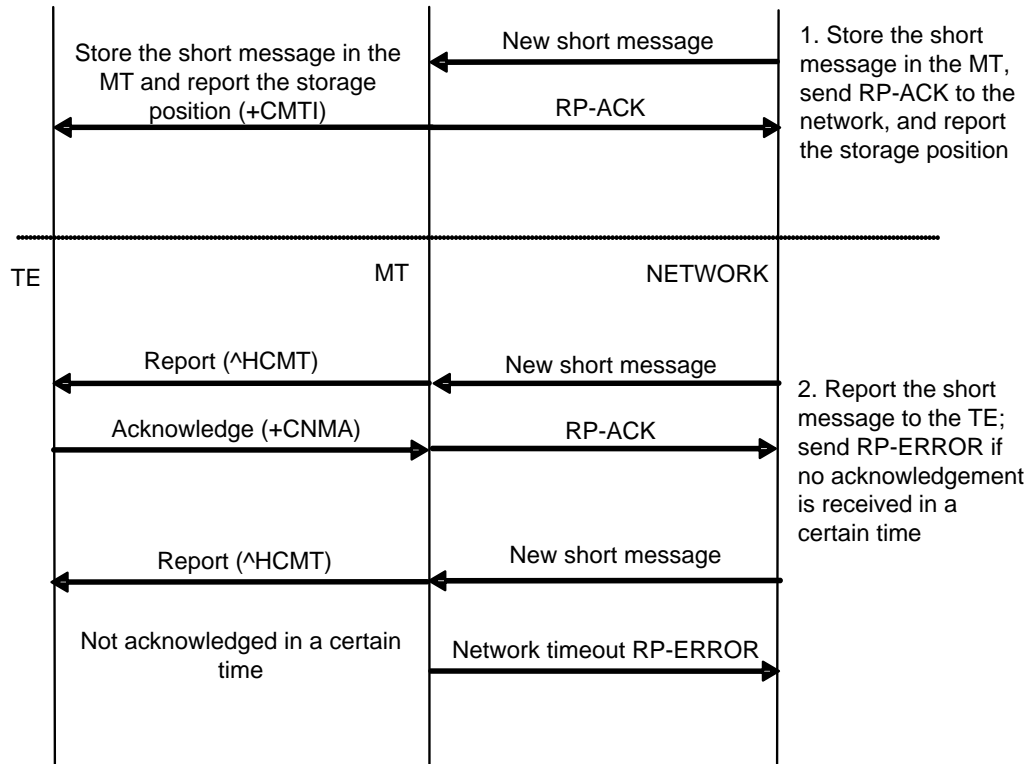 Store the short message in the
MT and report the storage
position (+CMTI)
New short message
RP-ACK
1. Store the short
message in the MT,
send RP-ACK to the
network, and report
the storage position
TE
MT
NETWORK
Report (^HCMT)
New short message
Acknowledge (+CNMA)
RP-ACK
2. Report the short
message to the TE;
send RP-ERROR if
no acknowledgement
is received in a
certain time
Report (^HCMT)
New short message
Not acknowledged in a certain
time
Network timeout RP-ERROR